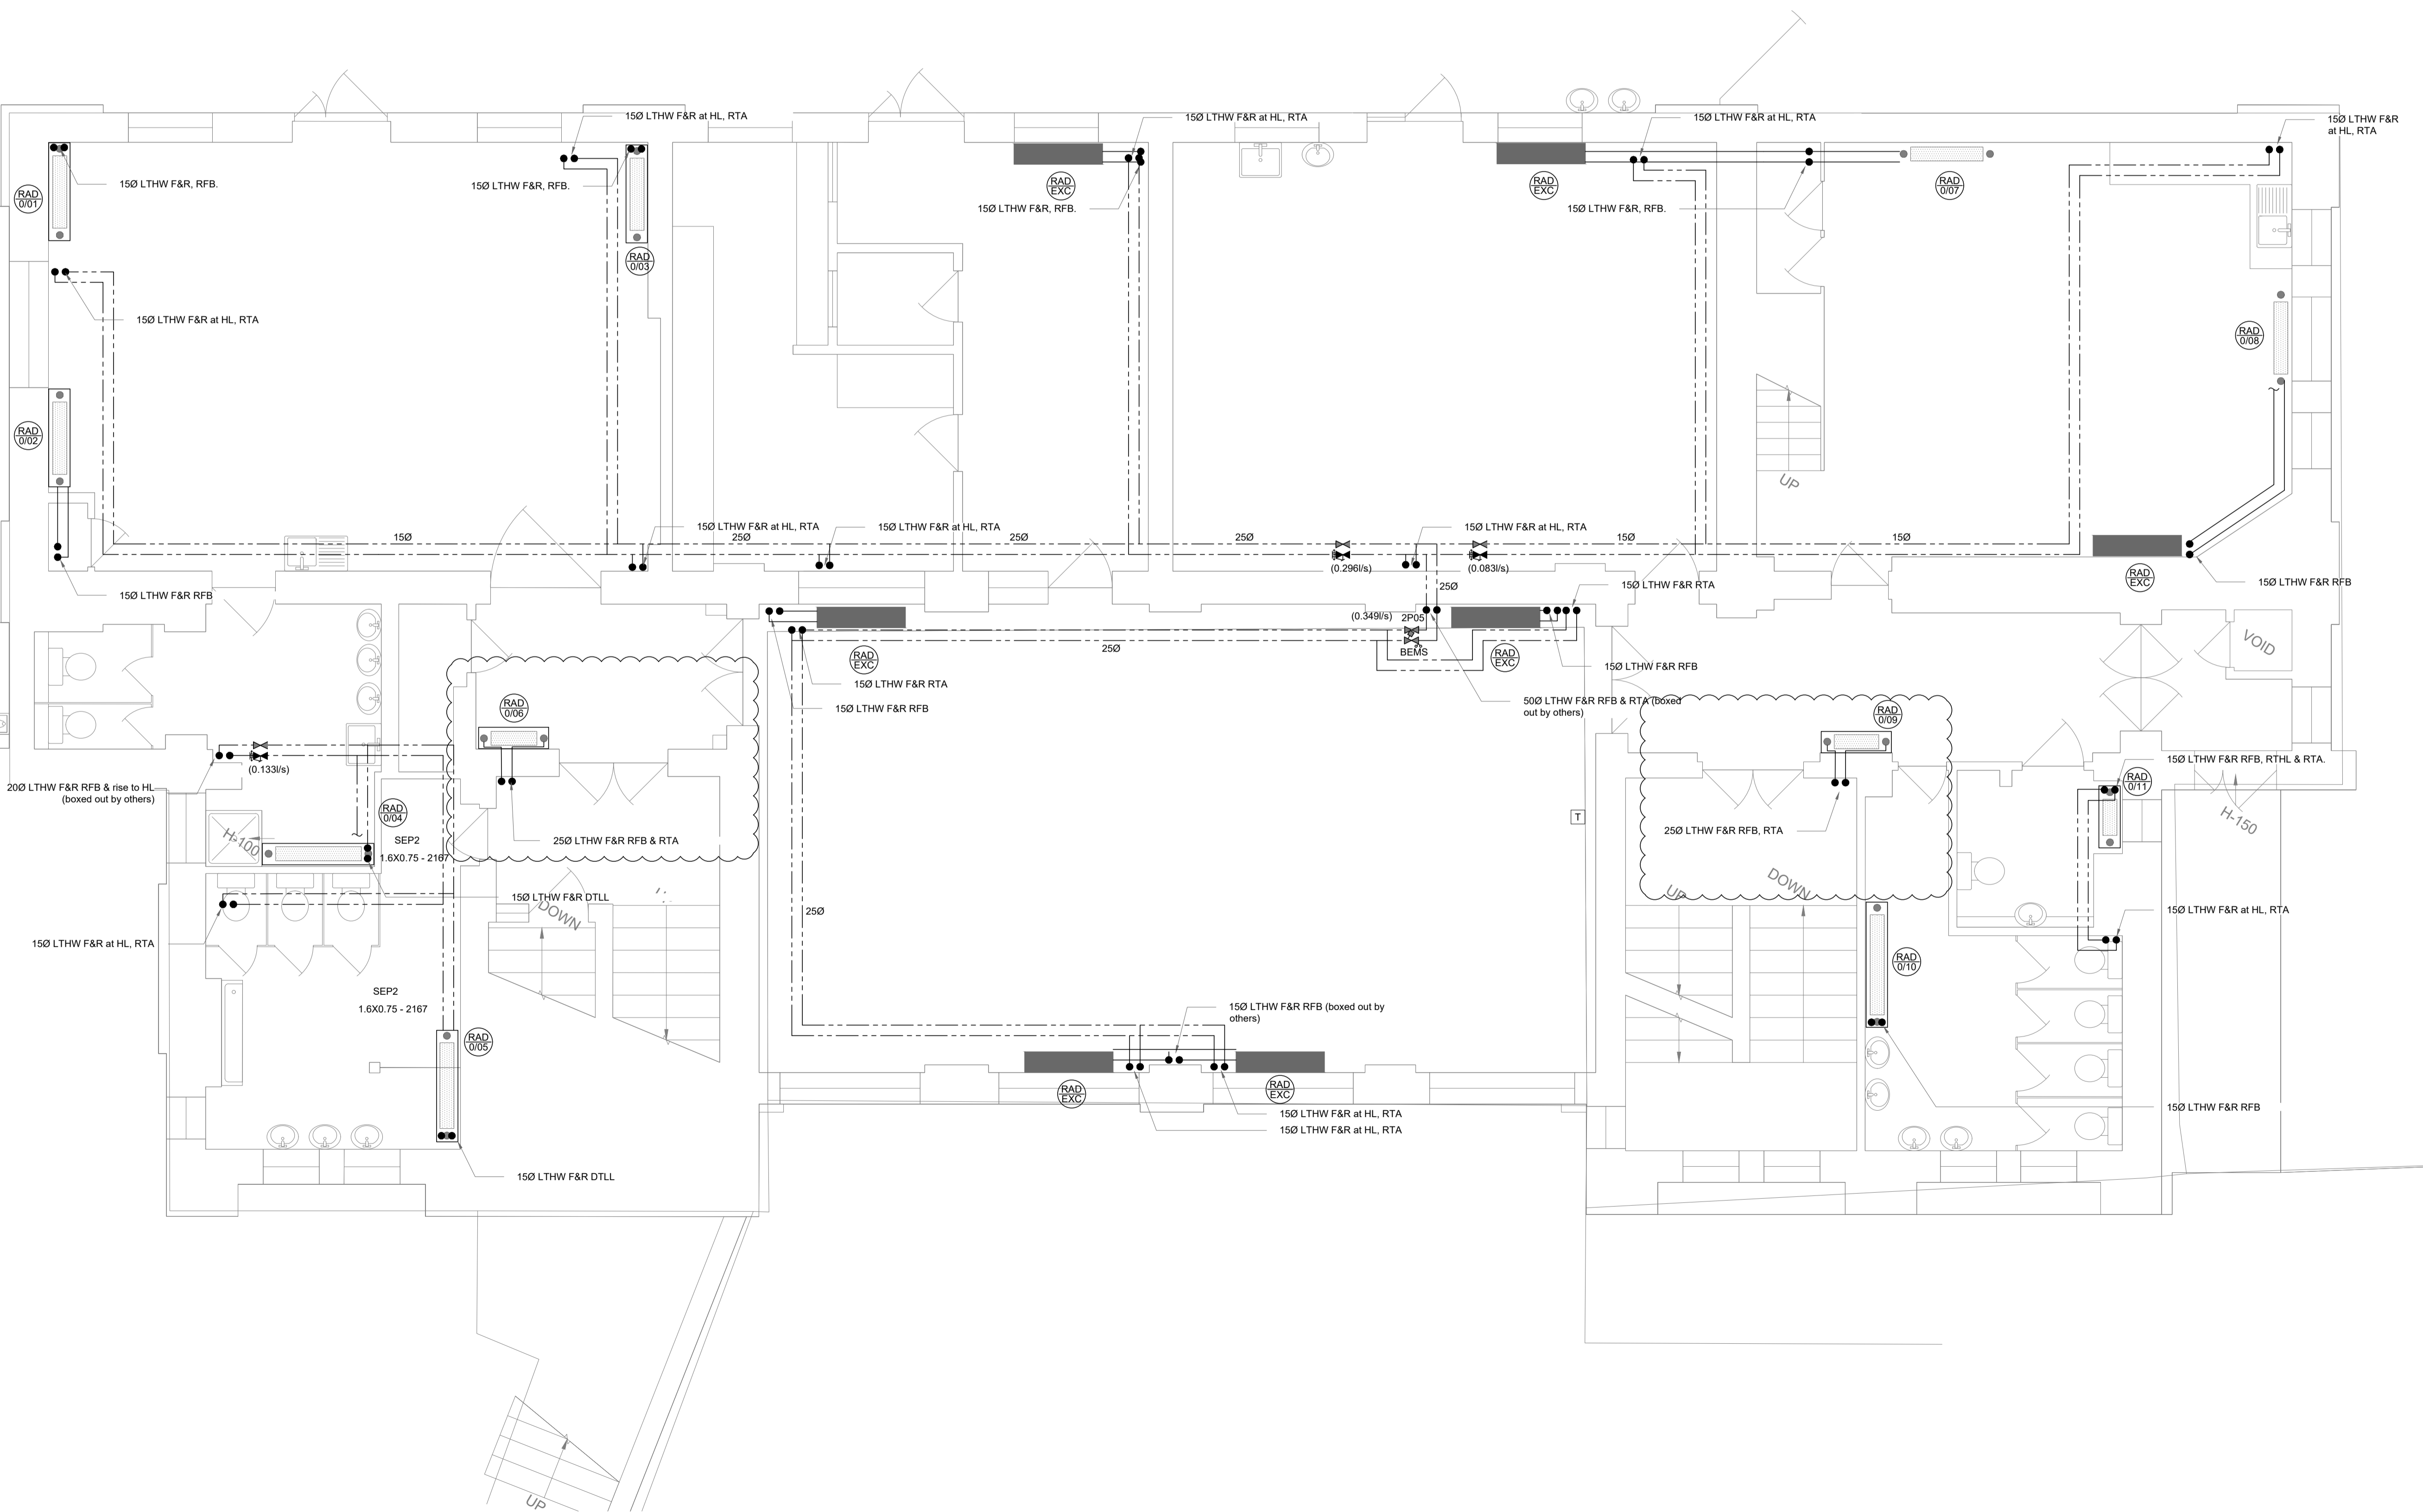 15Ø LTHW F&R at HL, RTA
15Ø LTHW F&R at HL, RTA
15Ø LTHW F&R at HL, RTA
15Ø LTHW F&R
at HL, RTA
RAD
0/01
15Ø LTHW F&R, RFB.
15Ø LTHW F&R, RFB.
RAD
EXC
RAD
EXC
RAD
0/07
15Ø LTHW F&R, RFB.
15Ø LTHW F&R, RFB.
RAD
0/03
15Ø LTHW F&R at HL, RTA
RAD
0/08
RAD
0/02
UP
15Ø LTHW F&R at HL, RTA
15Ø LTHW F&R at HL, RTA
15Ø LTHW F&R at HL, RTA
15Ø
25Ø
25Ø
25Ø
15Ø
15Ø
(0.296l/s)
(0.083l/s)
RAD
EXC
15Ø LTHW F&R RFB
15Ø LTHW F&R RFB
25Ø
15Ø LTHW F&R RTA
(0.349l/s)
2P05
BEMS
25Ø
VOID
RAD
EXC
RAD
EXC
15Ø LTHW F&R RFB
15Ø LTHW F&R RTA
15Ø LTHW F&R RFB
50Ø LTHW F&R RFB & RTA (boxed
out by others)
RAD
0/06
RAD
0/09
(0.133l/s)
20Ø LTHW F&R RFB & rise to HL
(boxed out by others)
15Ø LTHW F&R RFB, RTHL & RTA.
RAD
0/11
RAD
0/04
H-100
SEP2
1.6X0.75 - 2167
25Ø LTHW F&R RFB & RTA
T
25Ø LTHW F&R RFB, RTA
H-150
15Ø LTHW F&R DTLL
DOWN
UP
DOWN
25Ø
15Ø LTHW F&R at HL, RTA
15Ø LTHW F&R at HL, RTA
RAD
0/10
SEP2
1.6X0.75 - 2167
15Ø LTHW F&R RFB (boxed out by
others)
RAD
0/05
RAD
EXC
RAD
EXC
15Ø LTHW F&R at HL, RTA
15Ø LTHW F&R at HL, RTA
15Ø LTHW F&R RFB
15Ø LTHW F&R DTLL
UP